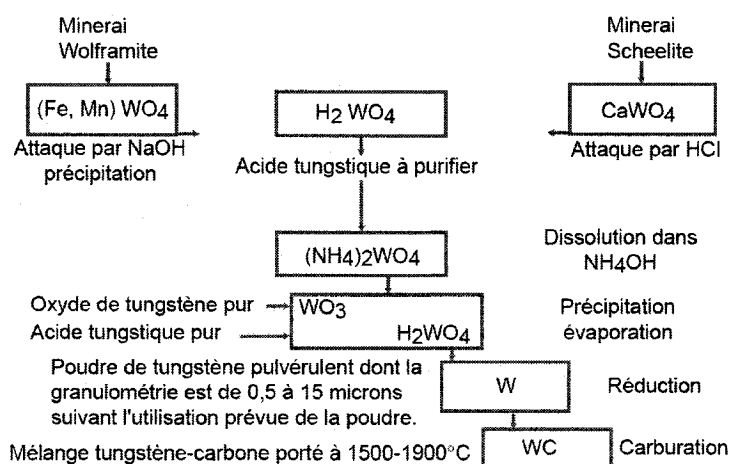 Minerai
Wolframite
Minerai
Scheelite
(Fe, Mn) WO4
H2 WO4
CaWO4
Attaque par NaOH
précipitation
Acide tungstique à purifier
Attaque par HCl
(NH4)2WO4
Dissolution dans
NH4OH
Oxyde de tungstène pur
WO3
Acide tungstique pur
H2WO4
Précipitation
évaporation
Poudre de tungstène pulvérulent dont la
granulométrie est de 0,5 à 15 microns
suivant l'utilisation prévue de la poudre.
W
Réduction
Mélange tungstène-carbone porté à 1500-1900°C
WC
Carburation